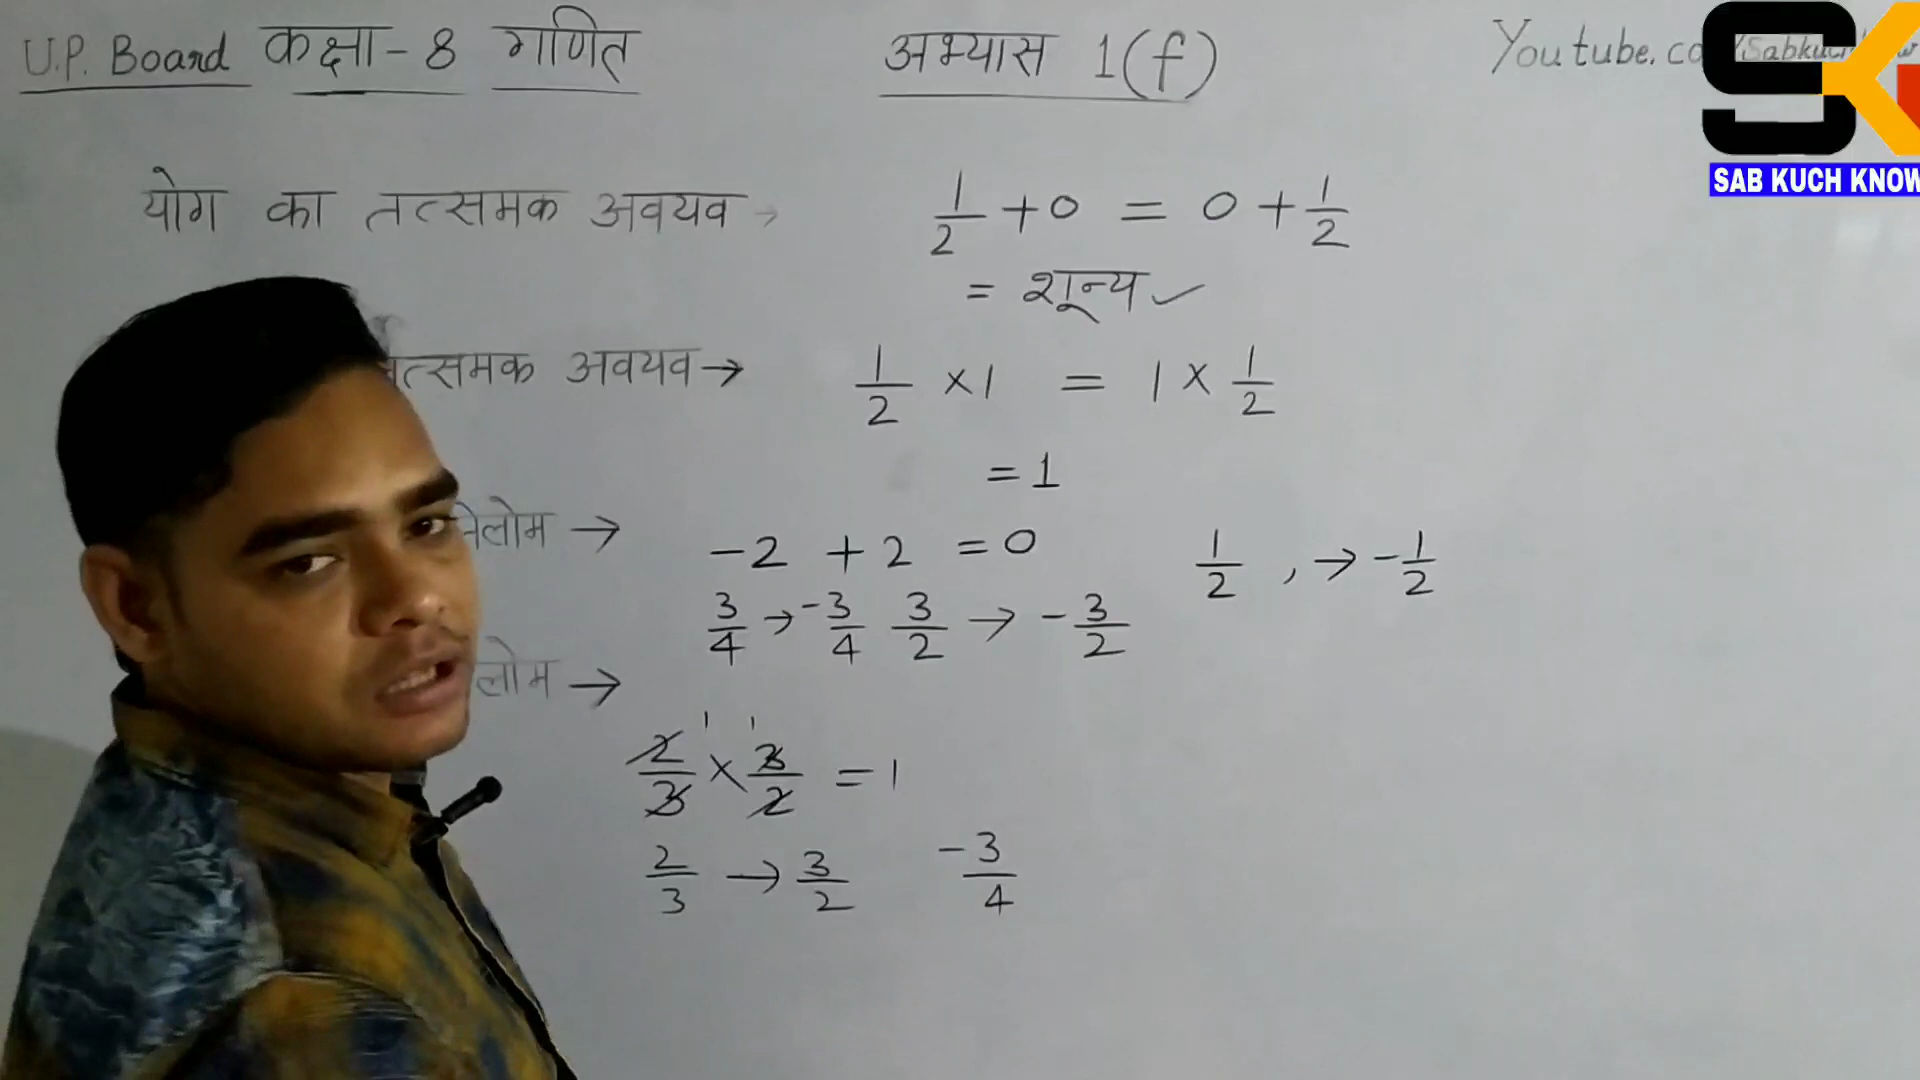 U.P. Board कक्षा - 8 गणित अभ्यास 1(f) Youtube.co
SAB KUCH KNOW
योग का तत्समक अवयव → 1/2 + 0 = 0 + 1/2
= शून्य ✓
तत्समक अवयव → 1/2 × 1 = 1 × 1/2
= 1
→ -2 + 2 = 0 1/2 , → -1/2
3/4 → -3/4 3/2 → -3/2
→
2/3 × 3/2 = 1
2/3 → 3/2 -3/4